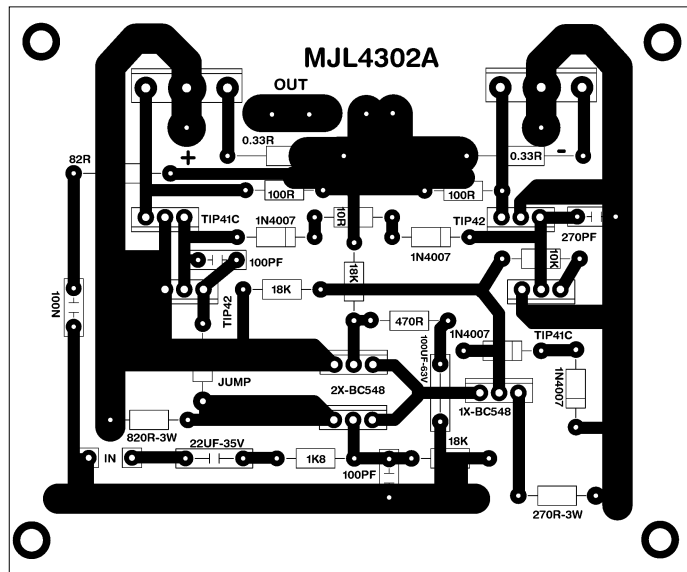 MJL4302A
OUT
0.33R
0.33R
+
-
82R
100R
100R
TIP41C
1N4007
10R
TIP42
270PF
1N4007
100PF
18K
10K
18K
TIP42
100N
470R
1N4007
TIP41C
100UF-63V
JUMP
2X-BC548
1X-BC548
1N4007
820R-3W
22UF-35V
18K
IN
1K8
100PF
270R-3W